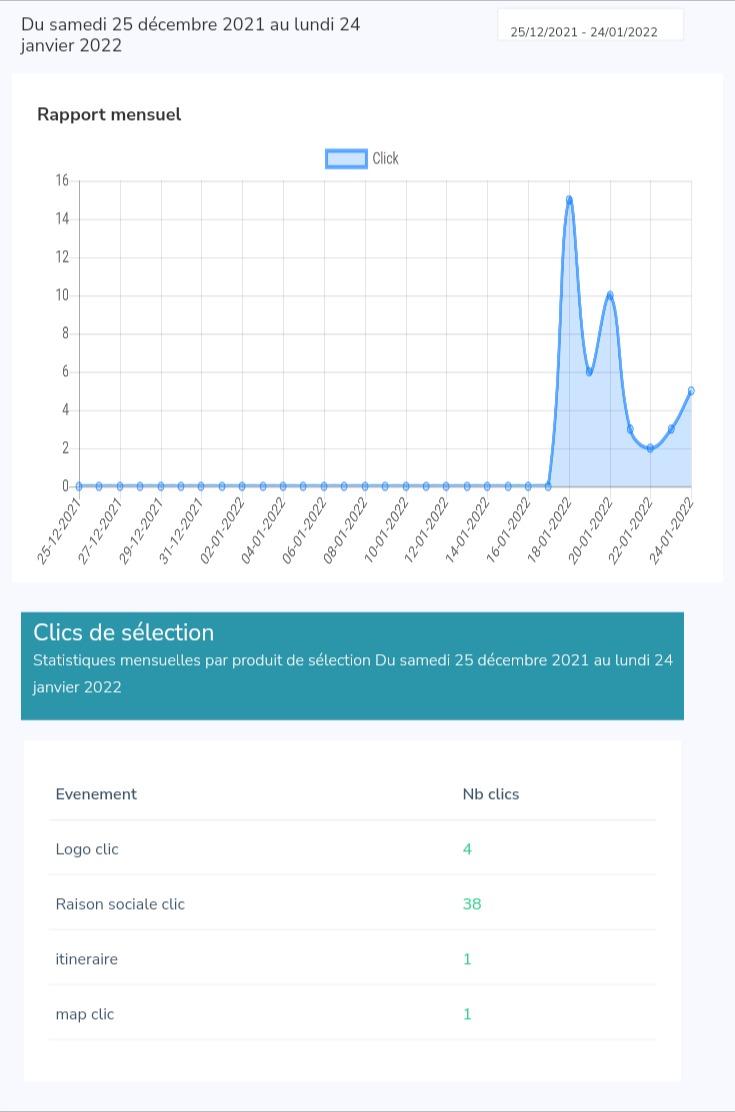 Du samedi 25 décembre 2021 au lundi 24
janvier 2022
25/12/2021 - 24/01/2022
Rapport mensuel
Click
16
14
12
10
8
6
4
2
0
25-12-2021
27-12-2021
29-12-2021
31-12-2021
02-01-2022
04-01-2022
06-01-2022
08-01-2022
10-01-2022
12-01-2022
14-01-2022
16-01-2022
18-01-2022
20-01-2022
22-01-2022
24-01-2022
Clics de sélection
Statistiques mensuelles par produit de sélection Du samedi 25 décembre 2021 au lundi 24
janvier 2022
Evenement Nb clics
Logo clic 4
Raison sociale clic 38
itineraire 1
map clic 1